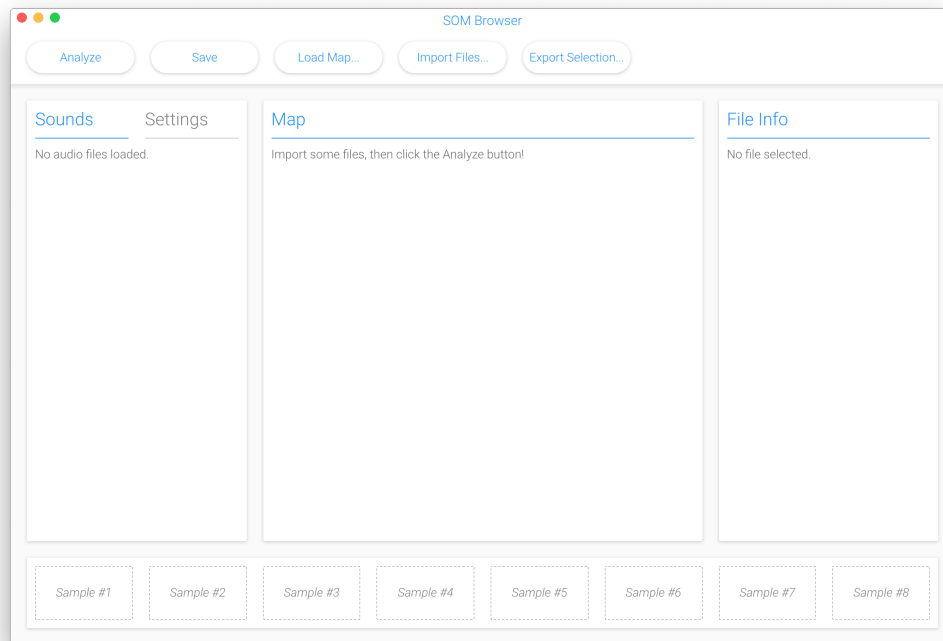 SOM Browser
Analyze Save Load Map... Import Files... Export Selection...
Sounds Settings
No audio files loaded.
Map
Import some files, then click the Analyze button!
File Info
No file selected.
Sample #1 Sample #2 Sample #3 Sample #4 Sample #5 Sample #6 Sample #7 Sample #8